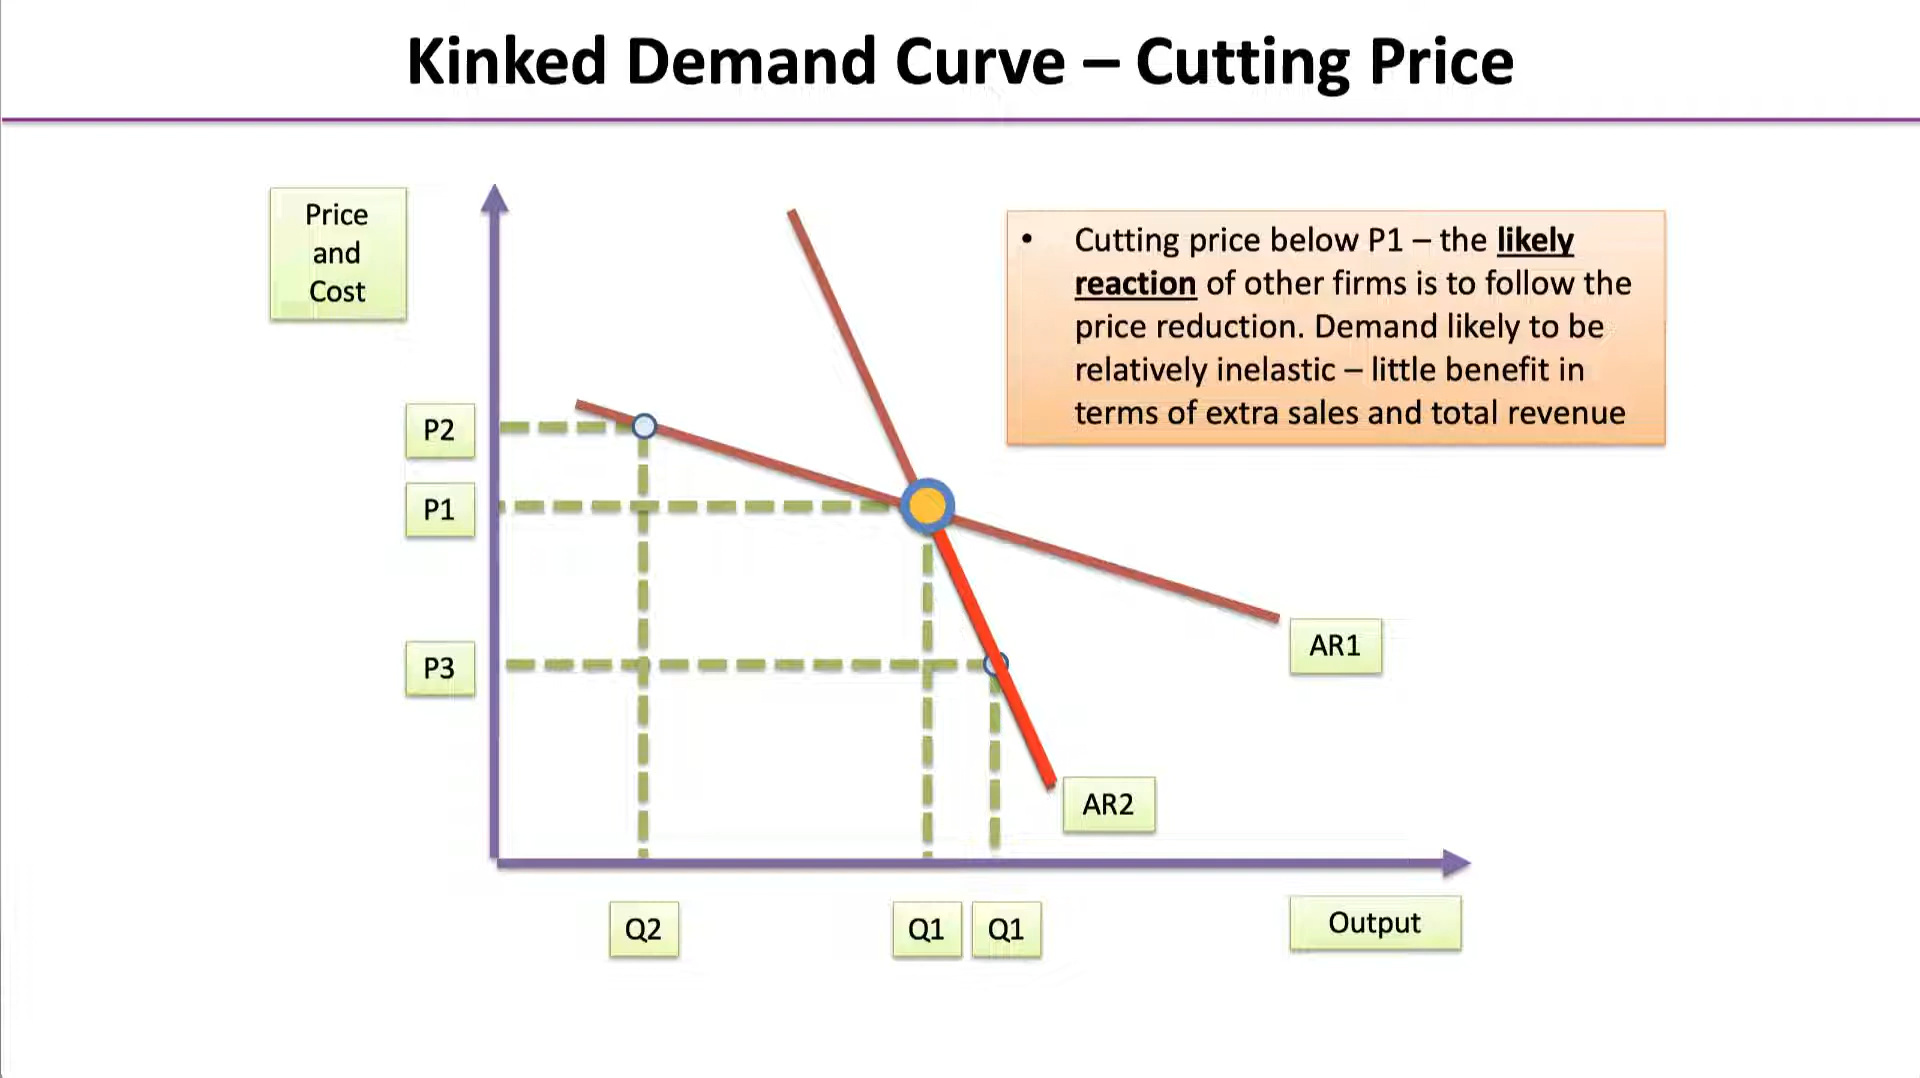 Kinked Demand Curve – Cutting Price
Price
and
Cost
• Cutting price below P1 – the likely
reaction of other firms is to follow the
price reduction. Demand likely to be
relatively inelastic – little benefit in
terms of extra sales and total revenue
P2
P1
P3
AR1
AR2
Q2
Q1
Q1
Output